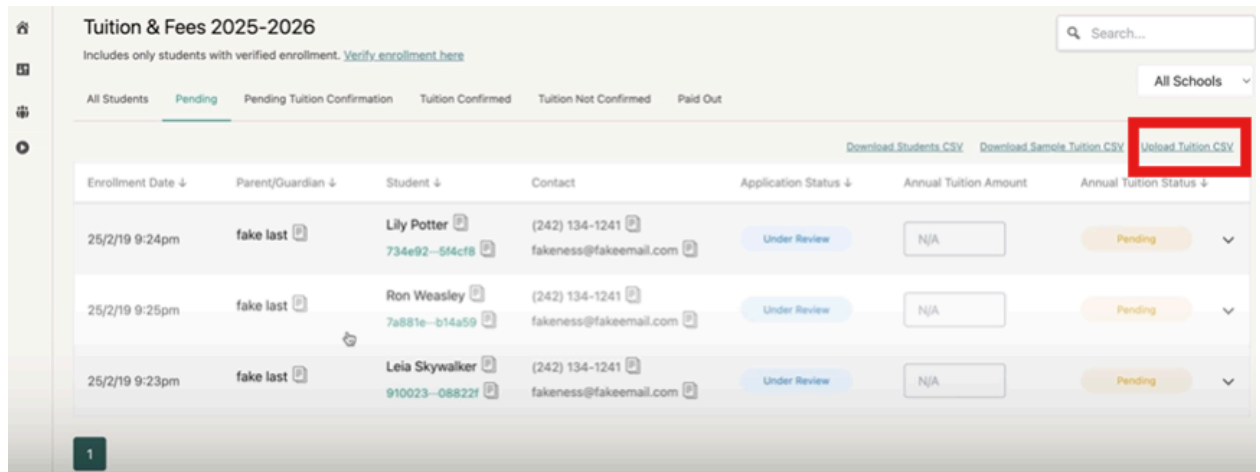 Tuition & Fees 2025-2026
Search...
Includes only students with verified enrollment. Verify enrollment here
All Schools
All Students Pending Pending Tuition Confirmation Tuition Confirmed Tuition Not Confirmed Paid Out
Download Students CSV Download Sample Tuition CSV Upload Tuition CSV
Enrollment Date ↓ Parent/Guardian ↓ Student ↓ Contact Application Status ↓ Annual Tuition Amount Annual Tuition Status ↓
25/2/19 9:24pm fake last Lily Potter (242) 134-1241 Under Review N/A Pending
734e92--5f4cf8 fakeness@fakeemail.com
25/2/19 9:25pm fake last Ron Weasley (242) 134-1241 Under Review N/A Pending
7a881e--b14a59 fakeness@fakeemail.com
25/2/19 9:23pm fake last Leia Skywalker (242) 134-1241 Under Review N/A Pending
910023--08822f fakeness@fakeemail.com
1